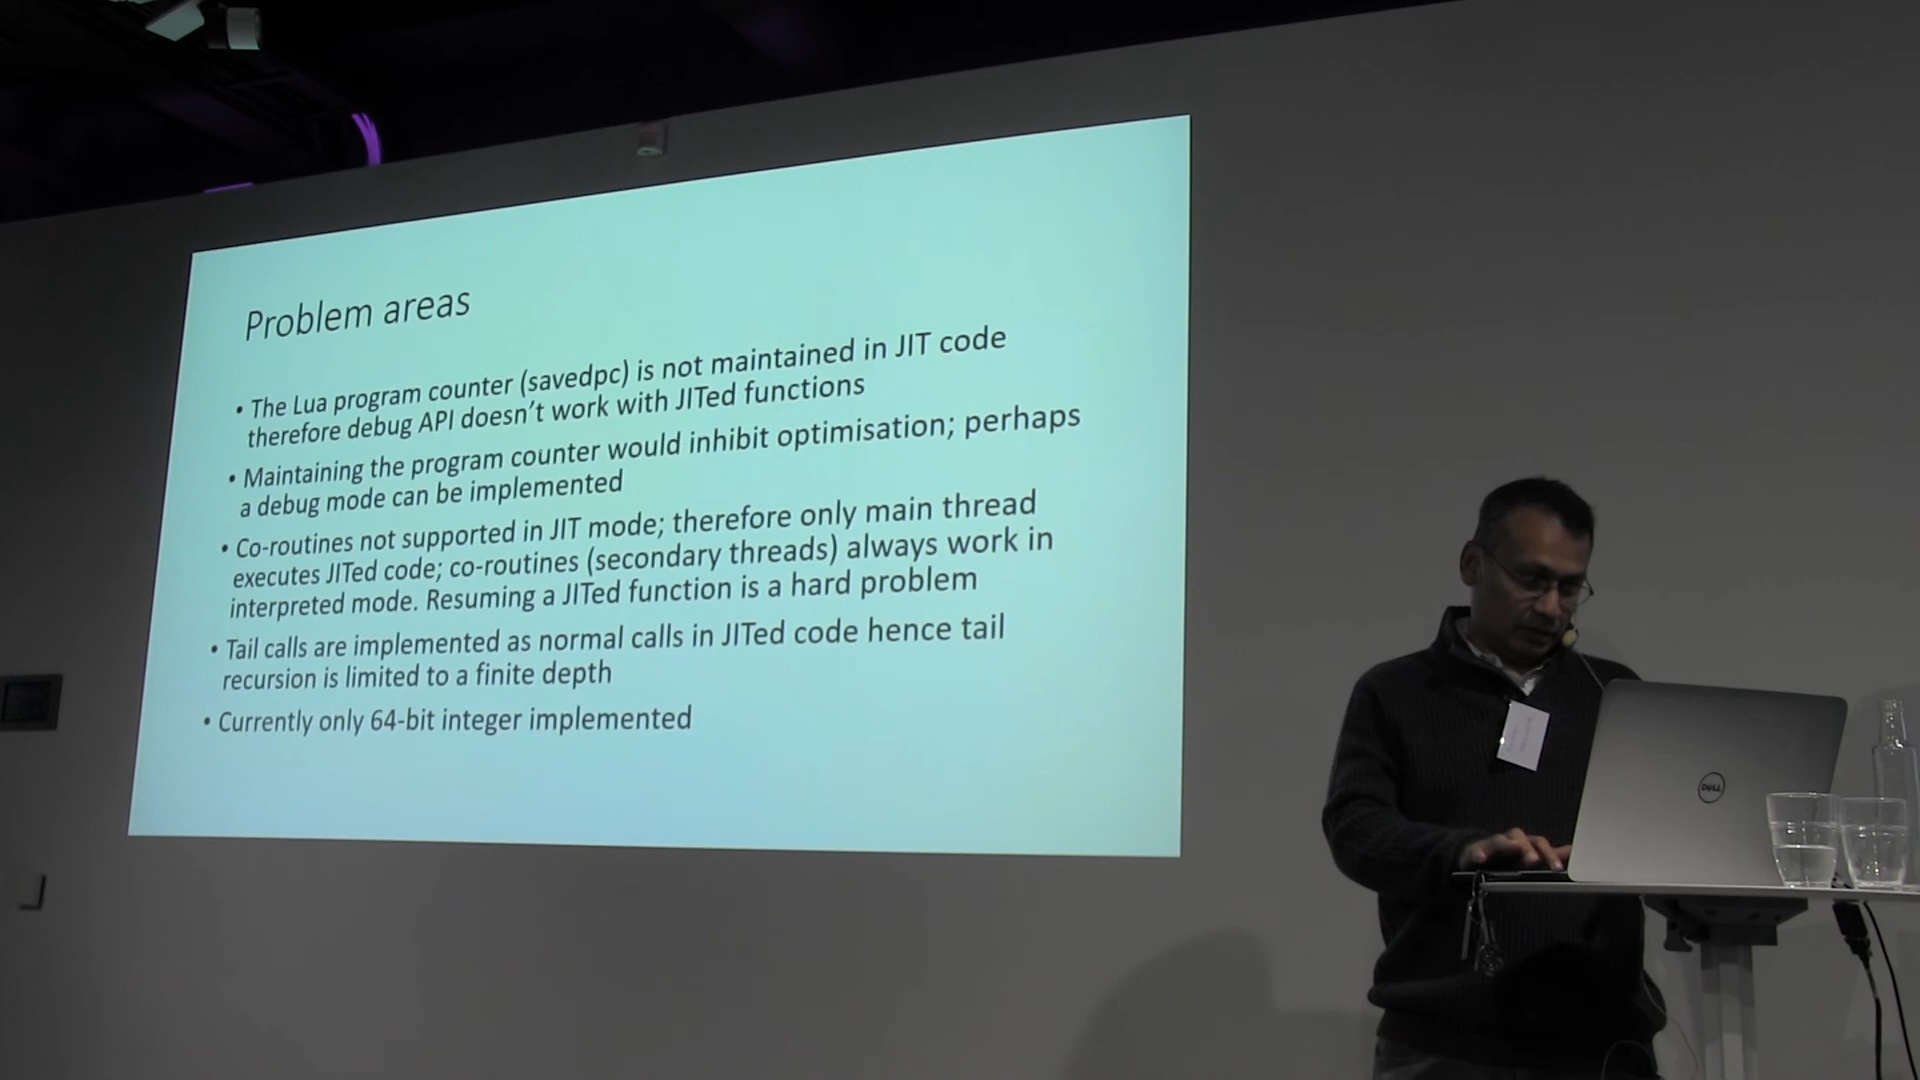 Problem areas
• The Lua program counter (savedpc) is not maintained in JIT code
therefore debug API doesn't work with JITed functions
• Maintaining the program counter would inhibit optimisation; perhaps
a debug mode can be implemented
• Co-routines not supported in JIT mode; therefore only main thread
executes JITed code; co-routines (secondary threads) always work in
interpreted mode. Resuming a JITed function is a hard problem
• Tail calls are implemented as normal calls in JITed code hence tail
recursion is limited to a finite depth
• Currently only 64-bit integer implemented
DELL